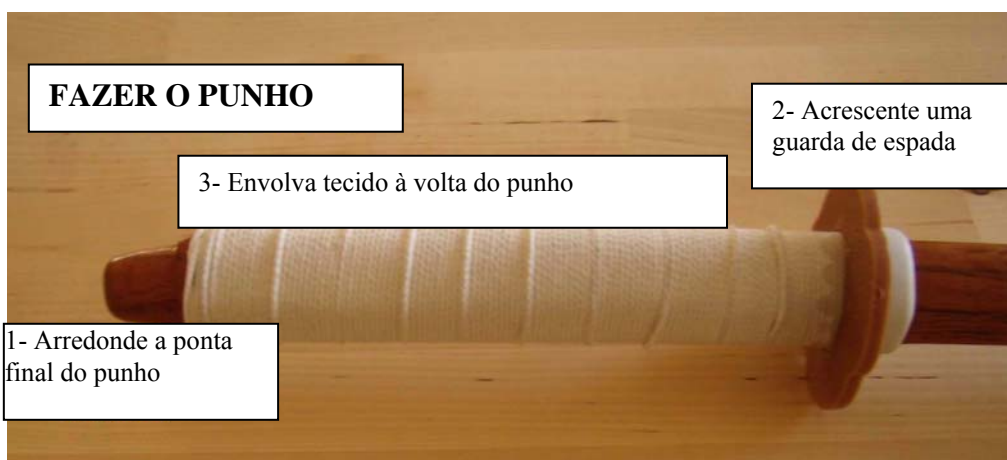 FAZER O PUNHO
2- Acrescente uma
guarda de espada
3- Envolva tecido à volta do punho
1- Arredonde a ponta
final do punho